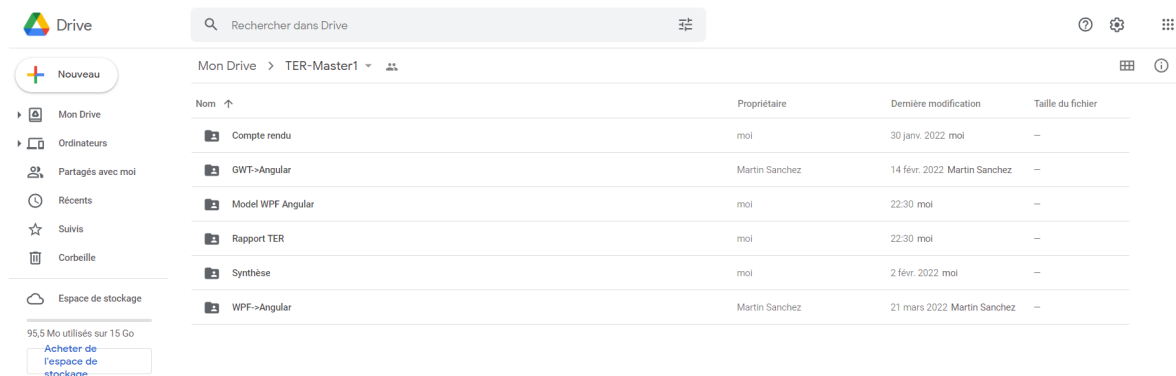 Drive
Rechercher dans Drive
Nouveau
Mon Drive
Ordinateurs
Partagés avec moi
Récents
Suivis
Corbeille
Espace de stockage
95,5 Mo utilisés sur 15 Go
Acheter de
l'espace de
stockage
Mon Drive > TER-Master1
Nom Propriétaire Dernière modification Taille du fichier
Compte rendu moi 30 janv. 2022 moi —
GWT->Angular Martin Sanchez 14 févr. 2022 Martin Sanchez —
Model WPF Angular moi 22:30 moi —
Rapport TER moi 22:30 moi —
Synthèse moi 2 févr. 2022 moi —
WPF->Angular Martin Sanchez 21 mars 2022 Martin Sanchez —